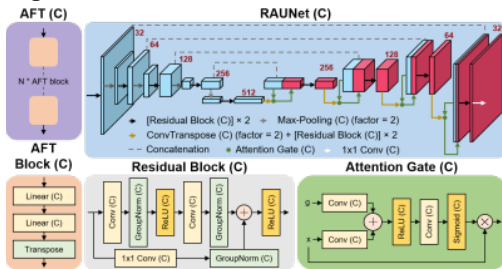 AFT (C)
N * AFT block
RAUNet (C)
32
64
128
256
512
256
128
64
32
[Residual Block (C)] × 2
Max-Pooling (C) (factor = 2)
ConvTranspose (C) (factor = 2) + [Residual Block (C)] × 2
Concatenation
Attention Gate (C)
1x1 Conv (C)
AFT
Block (C)
Linear (C)
Linear (C)
Transpose
Residual Block (C)
Conv (C)
GroupNorm (C)
ReLU (C)
Conv (C)
GroupNorm (C)
ReLU (C)
1x1 Conv (C)
GroupNorm (C)
Attention Gate (C)
g
Conv (C)
x
Conv (C)
ReLU (C)
Conv (C)
Sigmoid (C)